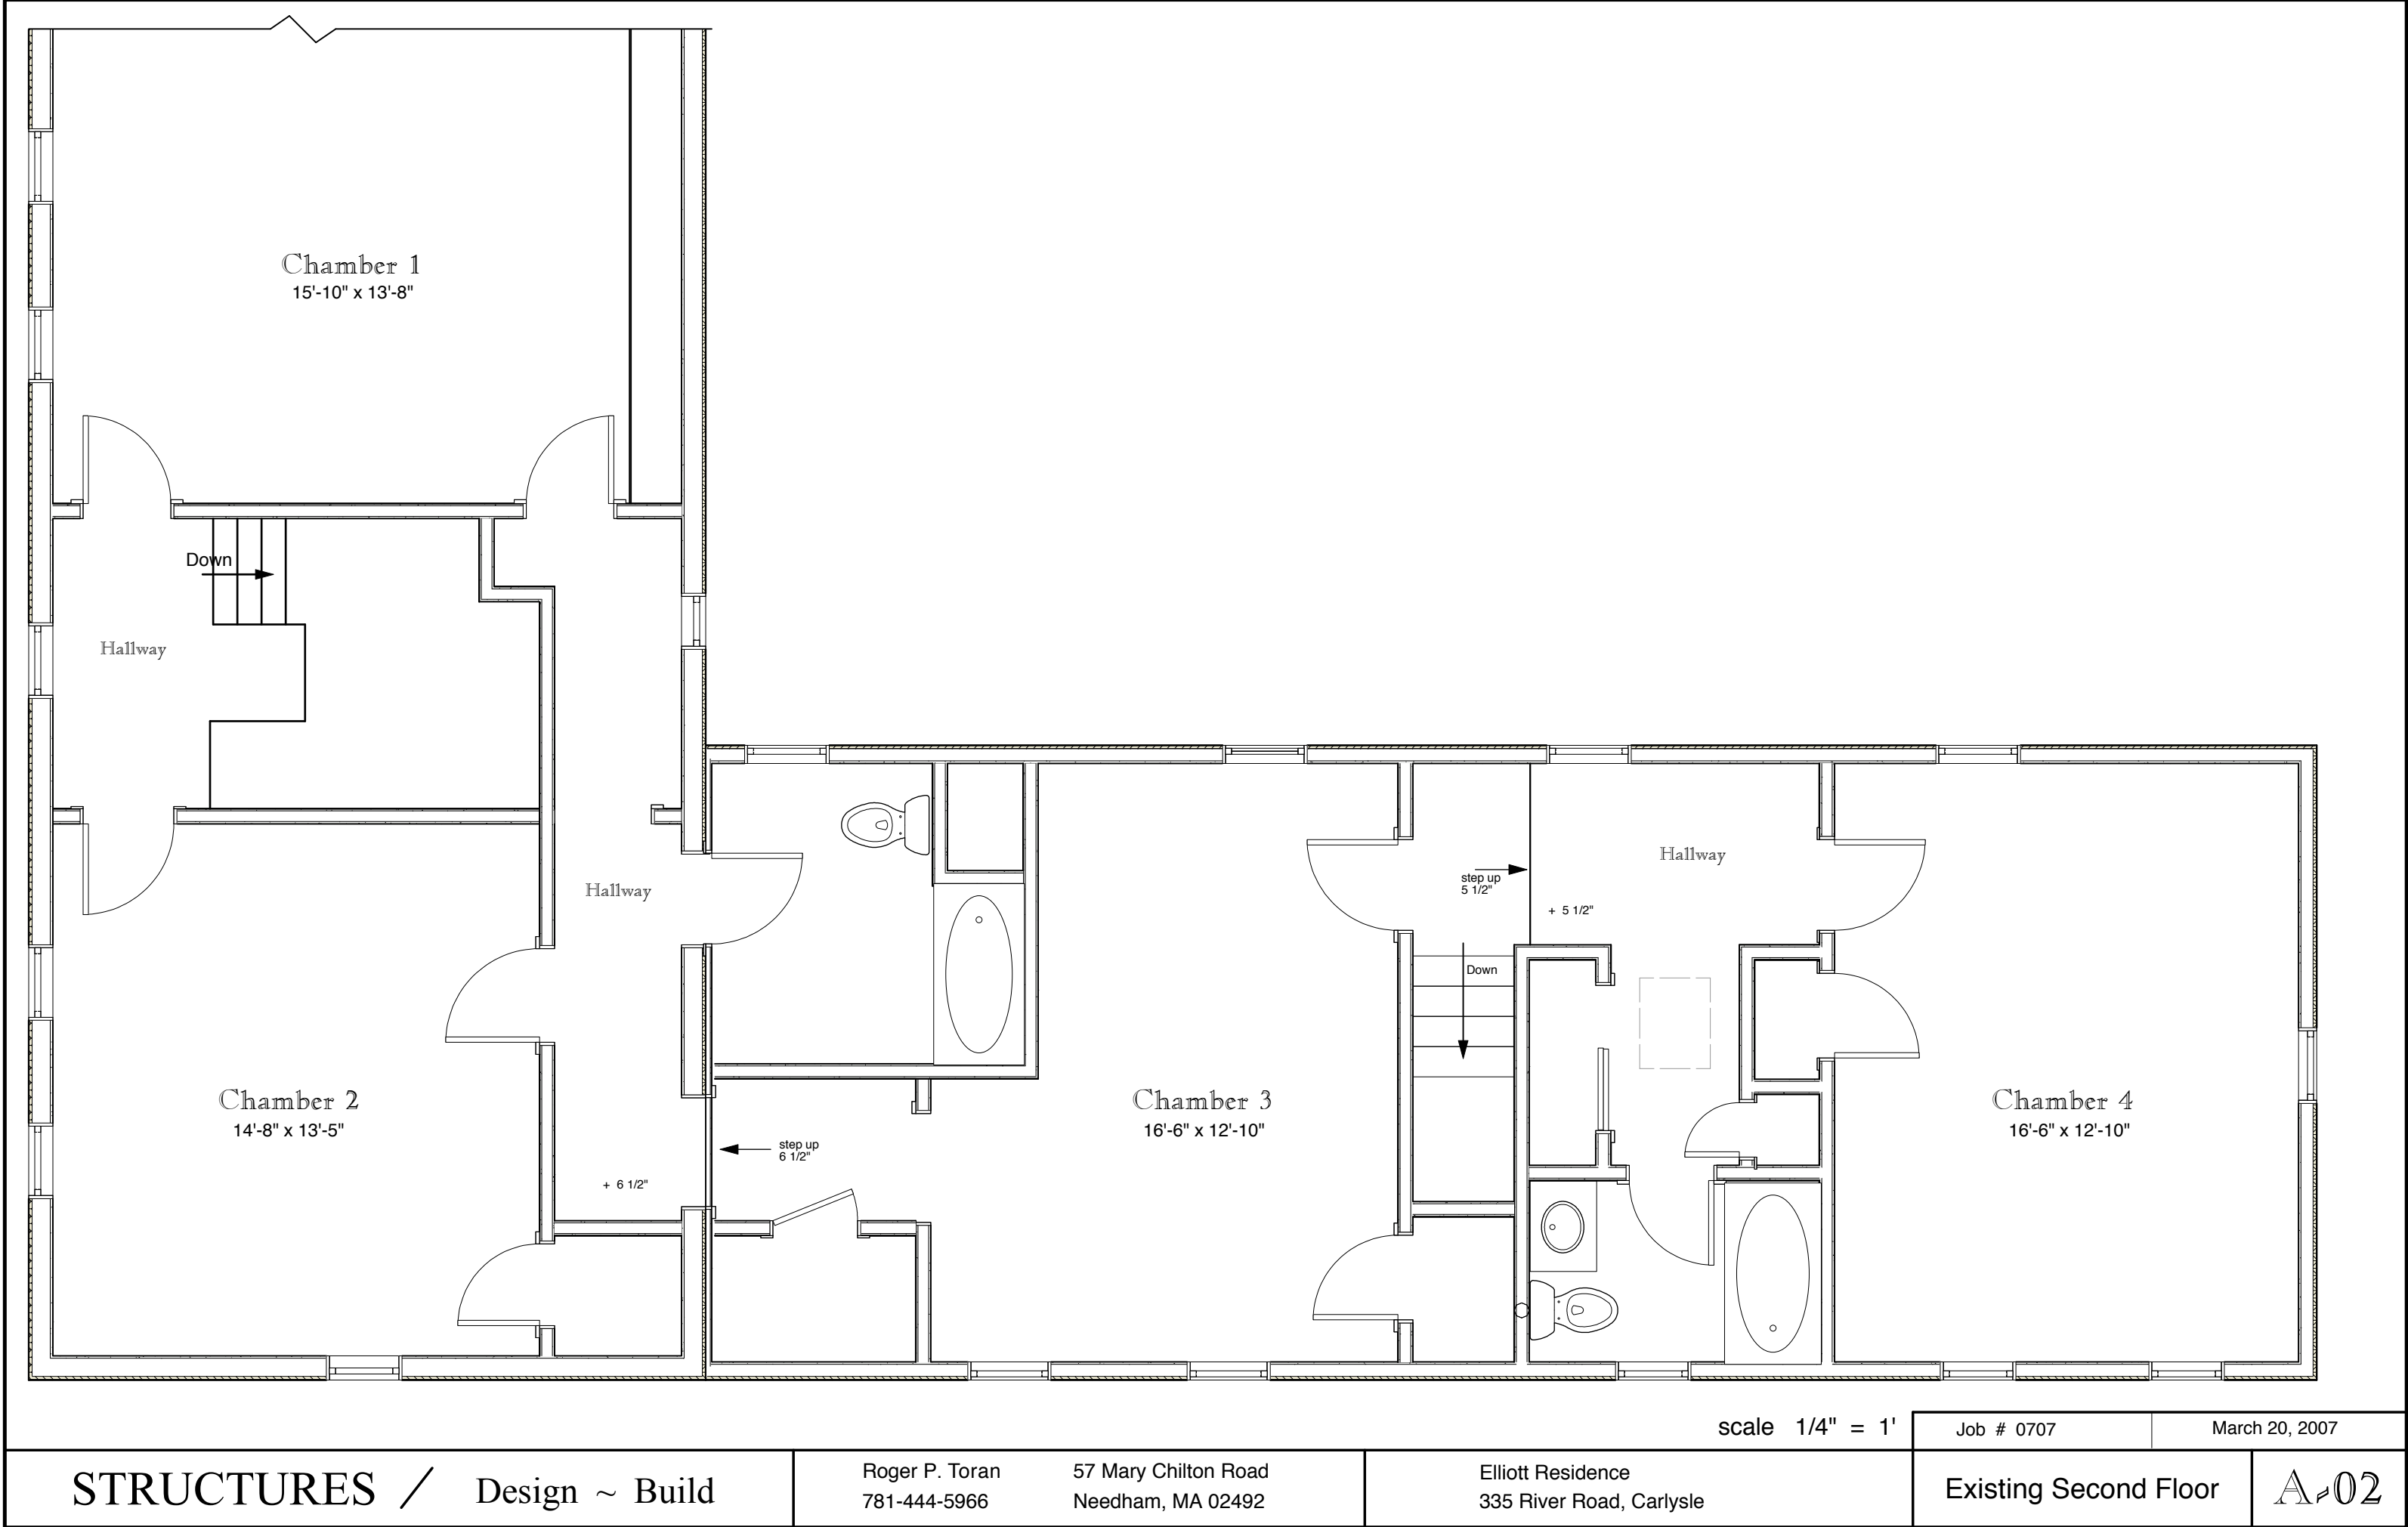 Chamber 1
15'-10" x 13'-8"
Down
Hallway
Hallway
Hallway
step up
5 1/2"
+ 5 1/2"
Down
Chamber 2
14'-8" x 13'-5"
Chamber 3
16'-6" x 12'-10"
Chamber 4
16'-6" x 12'-10"
step up
6 1/2"
+ 6 1/2"
scale 1/4" = 1'
Job # 0707
March 20, 2007
STRUCTURES / Design ~ Build
Roger P. Toran
781-444-5966
57 Mary Chilton Road
Needham, MA 02492
Elliott Residence
335 River Road, Carlysle
Existing Second Floor
A-02